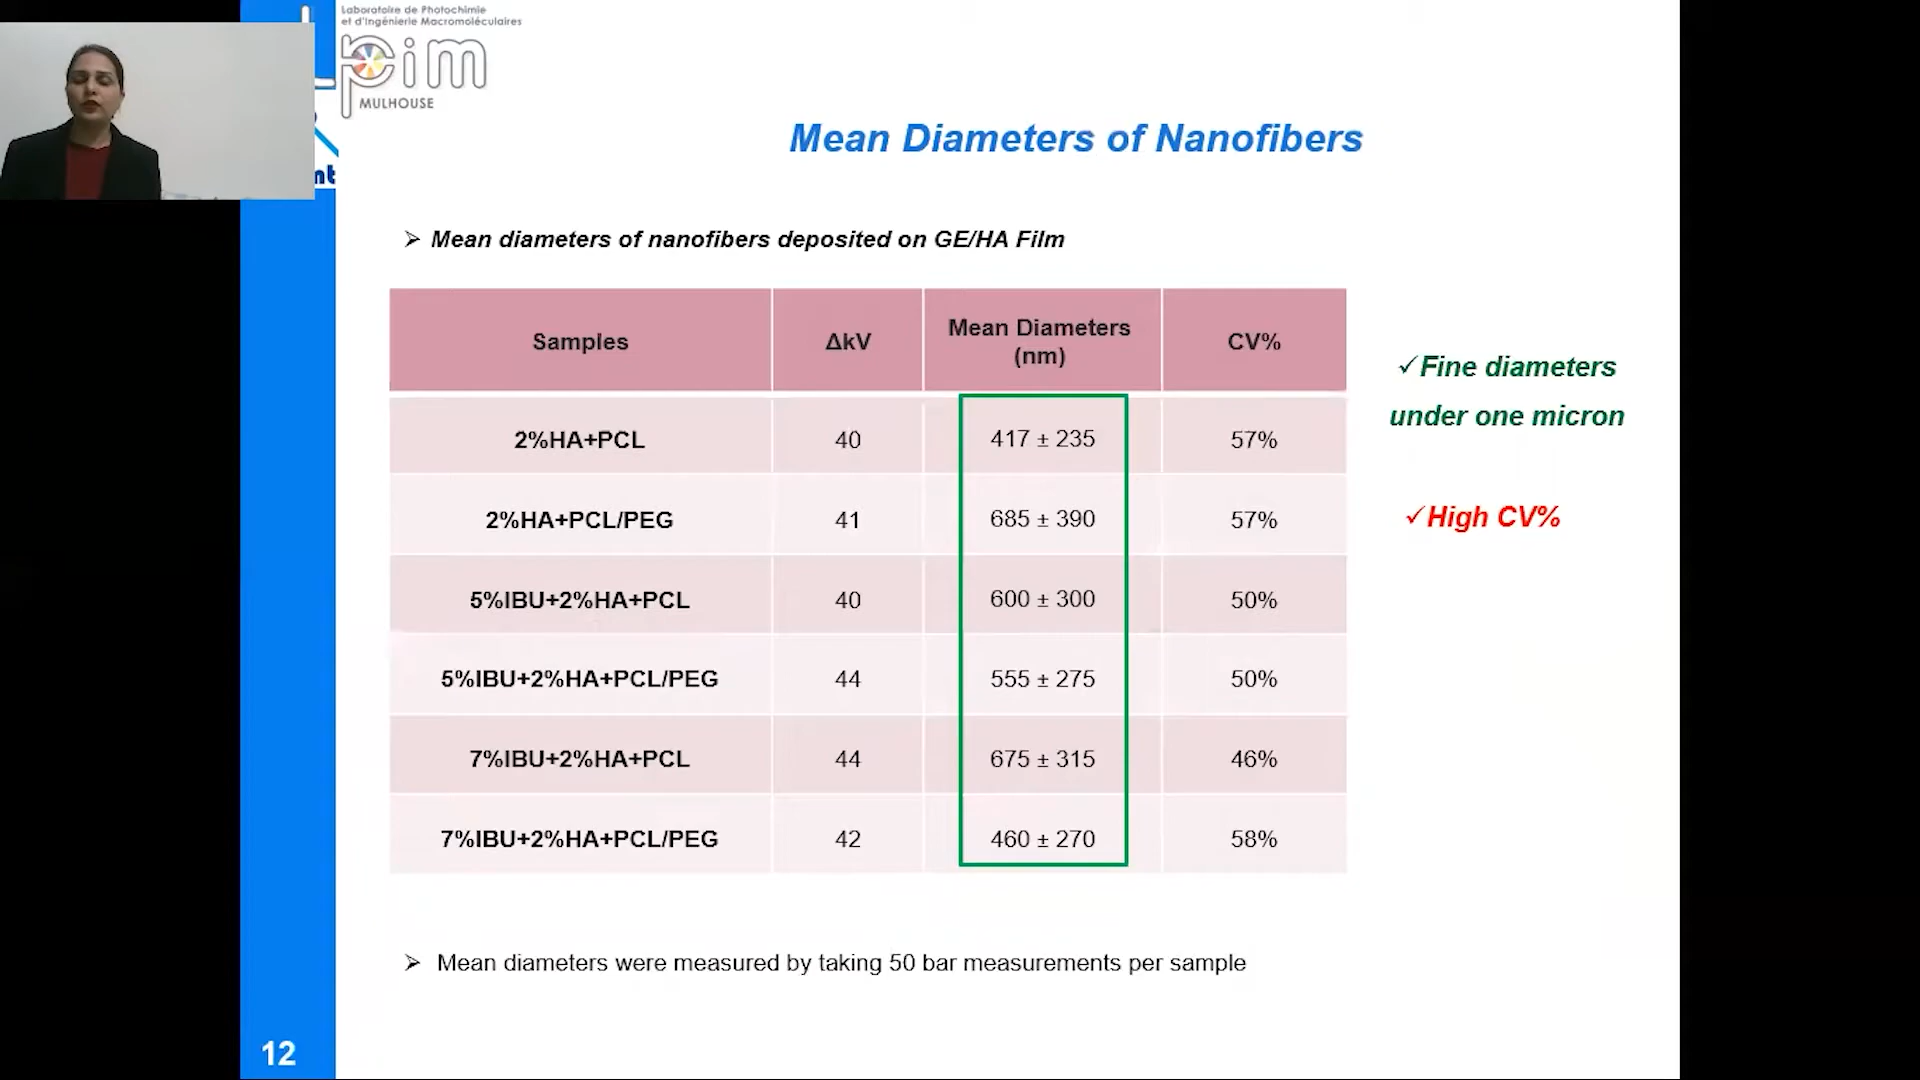 Laboratoire de Photochimie
et d'Ingénierie Macromoléculaires
pim
MULHOUSE
nt
Mean Diameters of Nanofibers
➢ Mean diameters of nanofibers deposited on GE/HA Film
Samples ΔkV Mean Diameters (nm) CV%
2%HA+PCL 40 417 ± 235 57%
2%HA+PCL/PEG 41 685 ± 390 57%
5%IBU+2%HA+PCL 40 600 ± 300 50%
5%IBU+2%HA+PCL/PEG 44 555 ± 275 50%
7%IBU+2%HA+PCL 44 675 ± 315 46%
7%IBU+2%HA+PCL/PEG 42 460 ± 270 58%
✓Fine diameters
under one micron
✓High CV%
➢ Mean diameters were measured by taking 50 bar measurements per sample
12